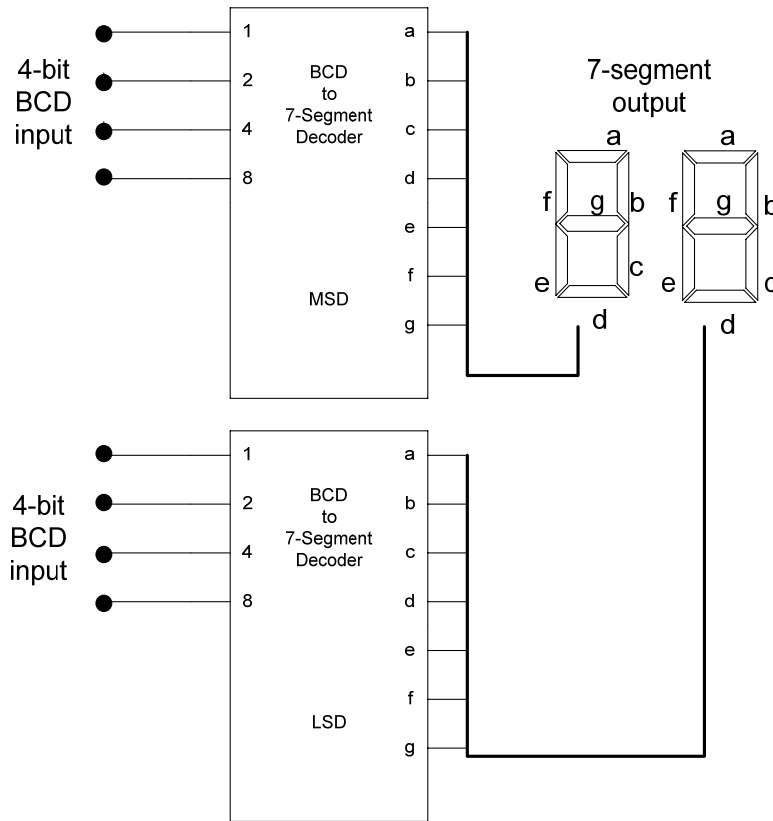 4-bit
BCD
input
1
2
4
8
BCD
to
7-Segment
Decoder
MSD
a
b
c
d
e
f
g
7-segment
output
a
f
g
b
e
c
d
a
f
g
b
e
c
d
4-bit
BCD
input
1
2
4
8
BCD
to
7-Segment
Decoder
LSD
a
b
c
d
e
f
g